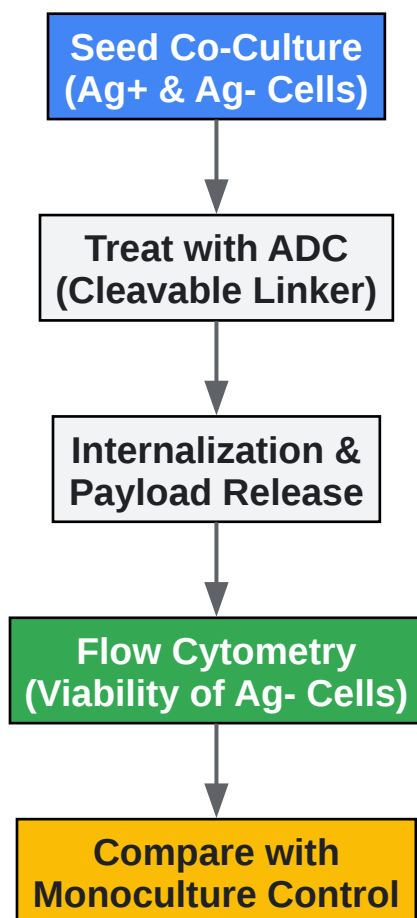 Seed Co-Culture
(Ag+ & Ag- Cells)
Treat with ADC
(Cleavable Linker)
Internalization &
Payload Release
Flow Cytometry
(Viability of Ag- Cells)
Compare with
Monoculture Control